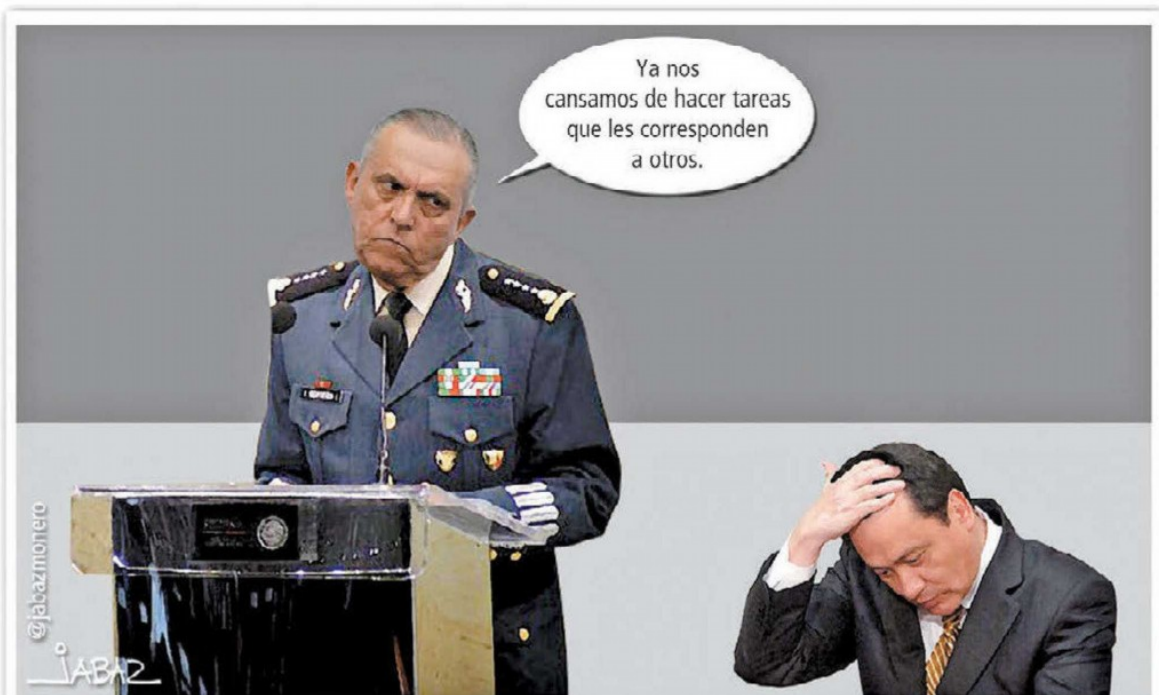 Ya nos
cansamos de hacer tareas
que les corresponden
a otros.
@jabazmonero
JABAZ